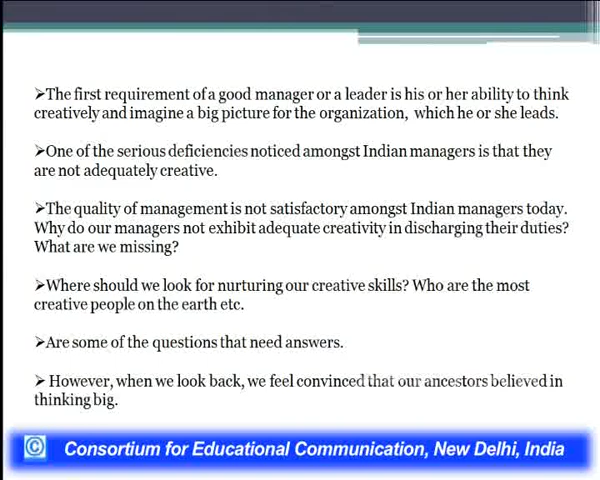 ➢The first requirement of a good manager or a leader is his or her ability to think
creatively and imagine a big picture for the organization, which he or she leads.
➢One of the serious deficiencies noticed amongst Indian managers is that they
are not adequately creative.
➢The quality of management is not satisfactory amongst Indian managers today.
Why do our managers not exhibit adequate creativity in discharging their duties?
What are we missing?
➢Where should we look for nurturing our creative skills? Who are the most
creative people on the earth etc.
➢Are some of the questions that need answers.
➢ However, when we look back, we feel convinced that our ancestors believed in
thinking big.
© Consortium for Educational Communication, New Delhi, India